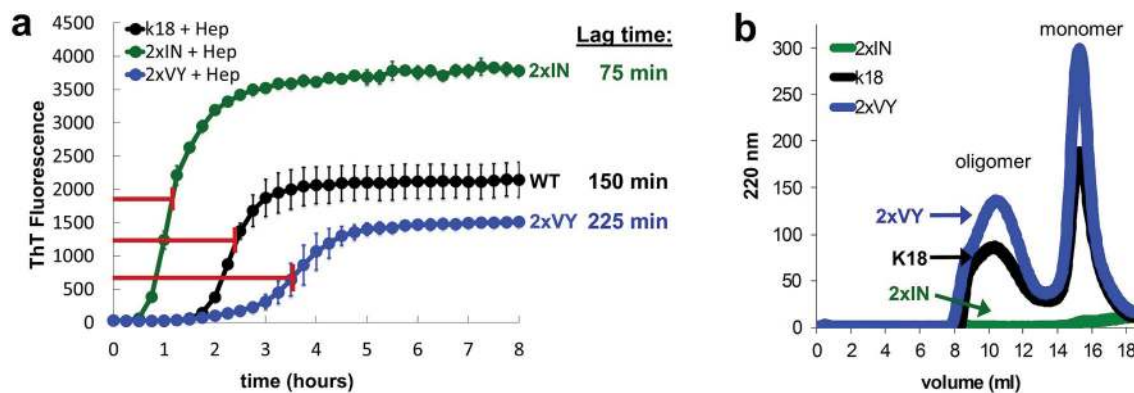 a
k18 + Hep
2xIN + Hep
2xVY + Hep
Lag time:
2xIN 75 min
WT 150 min
2xVY 225 min
ThT Fluorescence
4500
4000
3500
3000
2500
2000
1500
1000
500
0
0 1 2 3 4 5 6 7 8
time (hours)
b
2xIN
k18
2xVY
monomer
oligomer
2xVY
K18
2xIN
220 nm
300
250
200
150
100
50
0
0 2 4 6 8 10 12 14 16 18
volume (ml)